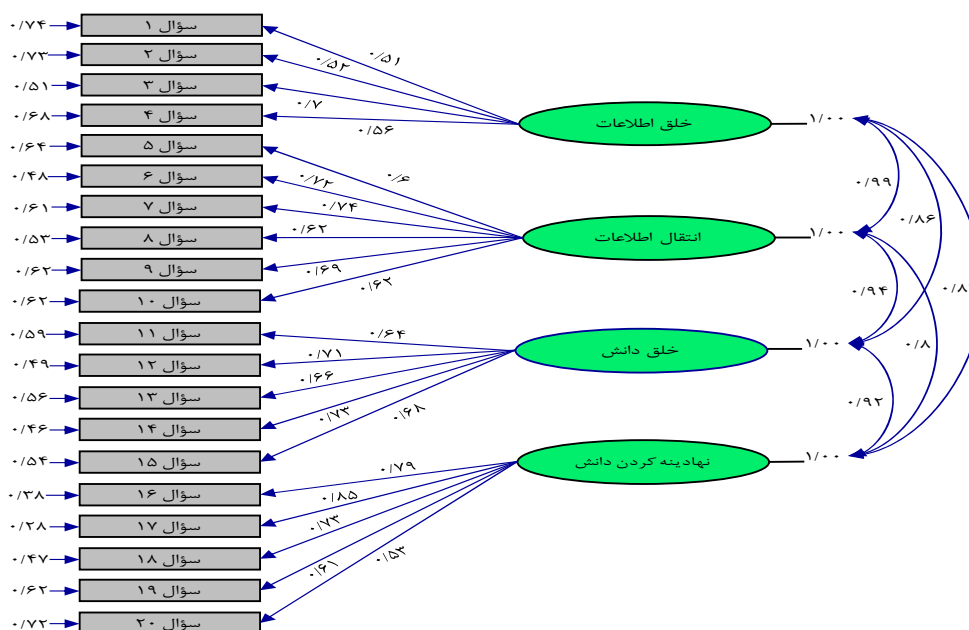 ۰/۷۴ سؤال ۱ ۰/۵۱
۰/۷۳ سؤال ۲ ۰/۵۲
۰/۵۱ سؤال ۳ ۰/۷
۰/۶۸ سؤال ۴ ۰/۵۶
خلق اطلاعات ۱/۰۰
۰/۶۴ سؤال ۵ ۰/۶
۰/۴۸ سؤال ۶ ۰/۷۲
۰/۶۱ سؤال ۷ ۰/۷۴
۰/۵۳ سؤال ۸ ۰/۶۲
۰/۶۲ سؤال ۹ ۰/۶۹
۰/۶۲ سؤال ۱۰ ۰/۶۲
انتقال اطلاعات ۱/۰۰
۰/۵۹ سؤال ۱۱ ۰/۶۴
۰/۴۹ سؤال ۱۲ ۰/۷۱
۰/۵۶ سؤال ۱۳ ۰/۶۶
۰/۴۶ سؤال ۱۴ ۰/۷۳
۰/۵۴ سؤال ۱۵ ۰/۶۸
خلق دانش ۱/۰۰
۰/۳۸ سؤال ۱۶ ۰/۷۹
۰/۲۸ سؤال ۱۷ ۰/۸۵
۰/۴۷ سؤال ۱۸ ۰/۷۳
۰/۶۲ سؤال ۱۹ ۰/۶۱
۰/۷۲ سؤال ۲۰ ۰/۵۳
نهادینه کردن دانش ۱/۰۰
۰/۹۹
۰/۸۶
۰/۹۴
۰/۸
۰/۹۲